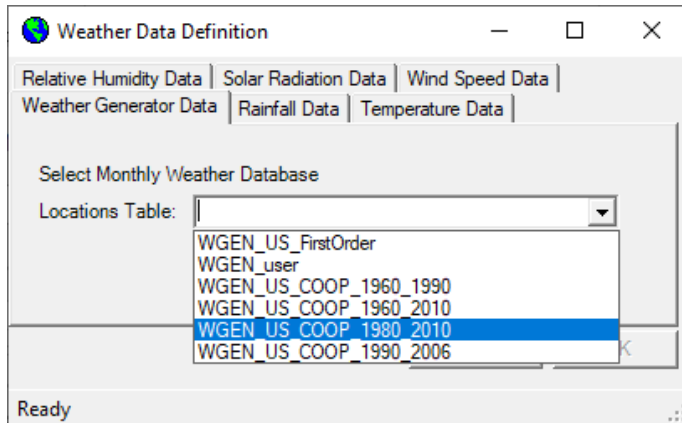 Weather Data Definition
Relative Humidity Data Solar Radiation Data Wind Speed Data
Weather Generator Data Rainfall Data Temperature Data
Select Monthly Weather Database
Locations Table:
WGEN_US_FirstOrder
WGEN_user
WGEN_US_COOP_1960_1990
WGEN_US_COOP_1960_2010
WGEN_US_COOP_1980_2010
WGEN_US_COOP_1990_2006
K
Ready